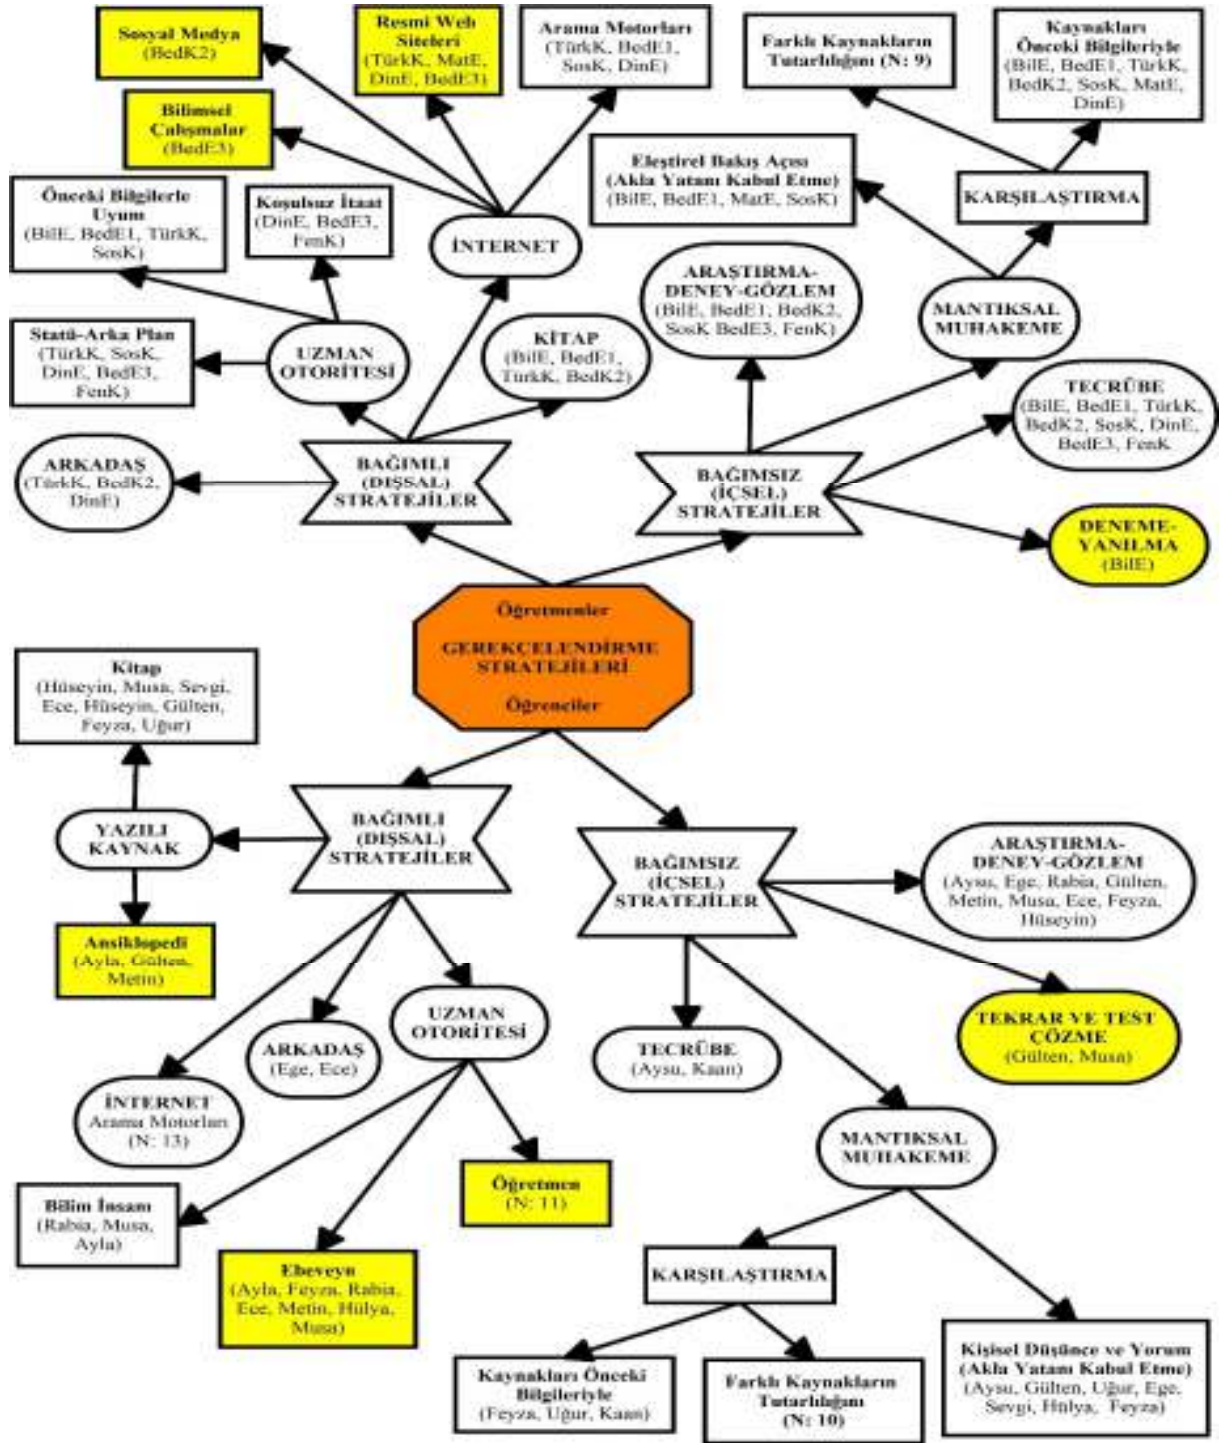 Sosyal Medya
(BedK2)
Resmi Web
Siteleri
(TürkK, MatE,
DinE, BedE3)
Arama Motorları
(TürkK, BedE1,
SosK, DinE)
Farklı Kaynakların
Tutarlılığını (N: 9)
Kaynakları
Önceki Bilgileriyle
(BilE, BedE1, TürkK,
BedK2, SosK, MatE,
DinE)
Bilimsel
Çalışmalar
(BedE3)
Eleştirel Bakış Açısı
(Akla Yatanı Kabul Etme)
(BilE, BedE1, MatE, SosK)
KARŞILAŞTIRMA
Önceki Bilgilerle
Uyum
(BilE, BedE1, TürkK,
SosK)
Koşulsuz İtaat
(DinE, BedE3,
FenK)
İNTERNET
ARAŞTIRMA-
DENEY-GÖZLEM
(BilE, BedE1, BedK2,
SosK BedE3, FenK)
MANTIKSAL
MUHAKEME
Statü-Arka Plan
(TürkK, SosK,
DinE, BedE3,
FenK)
UZMAN
OTORİTESİ
KİTAP
(BilE, BedE1,
TürkK, BedK2)
TECRÜBE
(BilE, BedE1, TürkK,
BedK2, SosK, DinE,
BedE3, FenK
ARKADAŞ
(TürkK, BedK2,
DinE)
BAĞIMLI
(DIŞSAL)
STRATEJİLER
BAĞIMSIZ
(İÇSEL)
STRATEJİLER
DENEME-
YANILMA
(BilE)
Öğretmenler
GEREKÇELENDİRME
STRATEJİLERİ
Öğrenciler
Kitap
(Hüseyin, Musa, Sevgi,
Ece, Hüseyin, Gülten,
Feyza, Uğur)
YAZILI
KAYNAK
BAĞIMLI
(DIŞSAL)
STRATEJİLER
BAĞIMSIZ
(İÇSEL)
STRATEJİLER
ARAŞTIRMA-
DENEY-GÖZLEM
(Aysu, Ege, Rabia, Gülten,
Metin, Musa, Ece, Feyza,
Hüseyin)
Ansiklopedi
(Ayla, Gülten,
Metin)
UZMAN
OTORİTESİ
ARKADAŞ
(Ege, Ece)
TECRÜBE
(Aysu, Kaan)
TEKRAR VE TEST
ÇÖZME
(Gülten, Musa)
İNTERNET
Arama Motorları
(N: 13)
MANTIKSAL
MUHAKEME
Bilim İnsanı
(Rabia, Musa,
Ayla)
Öğretmen
(N: 11)
Ebeveyn
(Ayla, Feyza, Rabia,
Ece, Metin, Hülya,
Musa)
KARŞILAŞTIRMA
Kaynakları Önceki
Bilgileriyle
(Feyza, Uğur, Kaan)
Farklı Kaynakların
Tutarlılığını
(N: 10)
Kişisel Düşünce ve Yorum
(Akla Yatanı Kabul Etme)
(Aysu, Gülten, Uğur, Ege,
Sevgi, Hülya, Feyza)